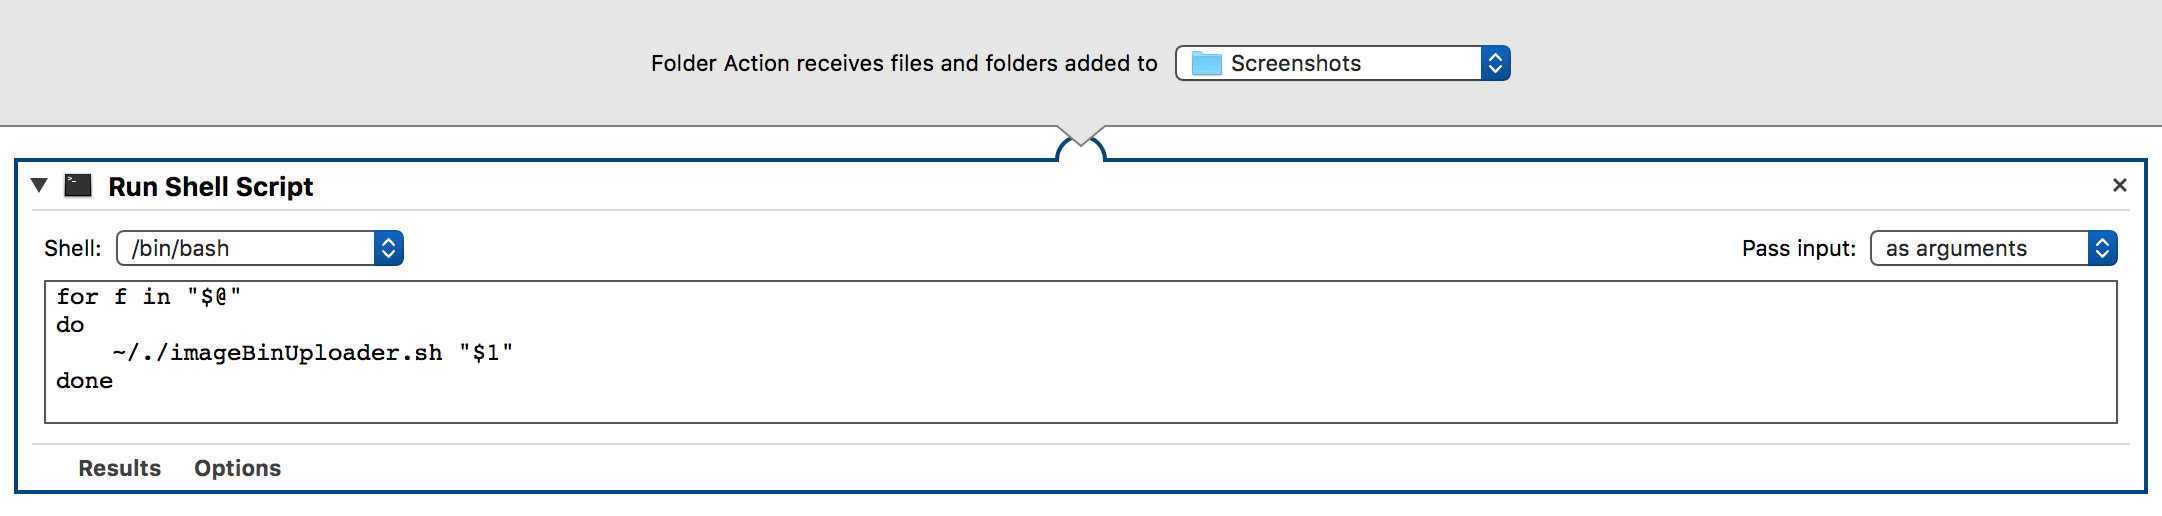 Folder Action receives files and folders added to Screenshots
Run Shell Script
Shell: /bin/bash Pass input: as arguments
for f in "$@"
do
    ~/./imageBinUploader.sh "$1"
done
Results Options